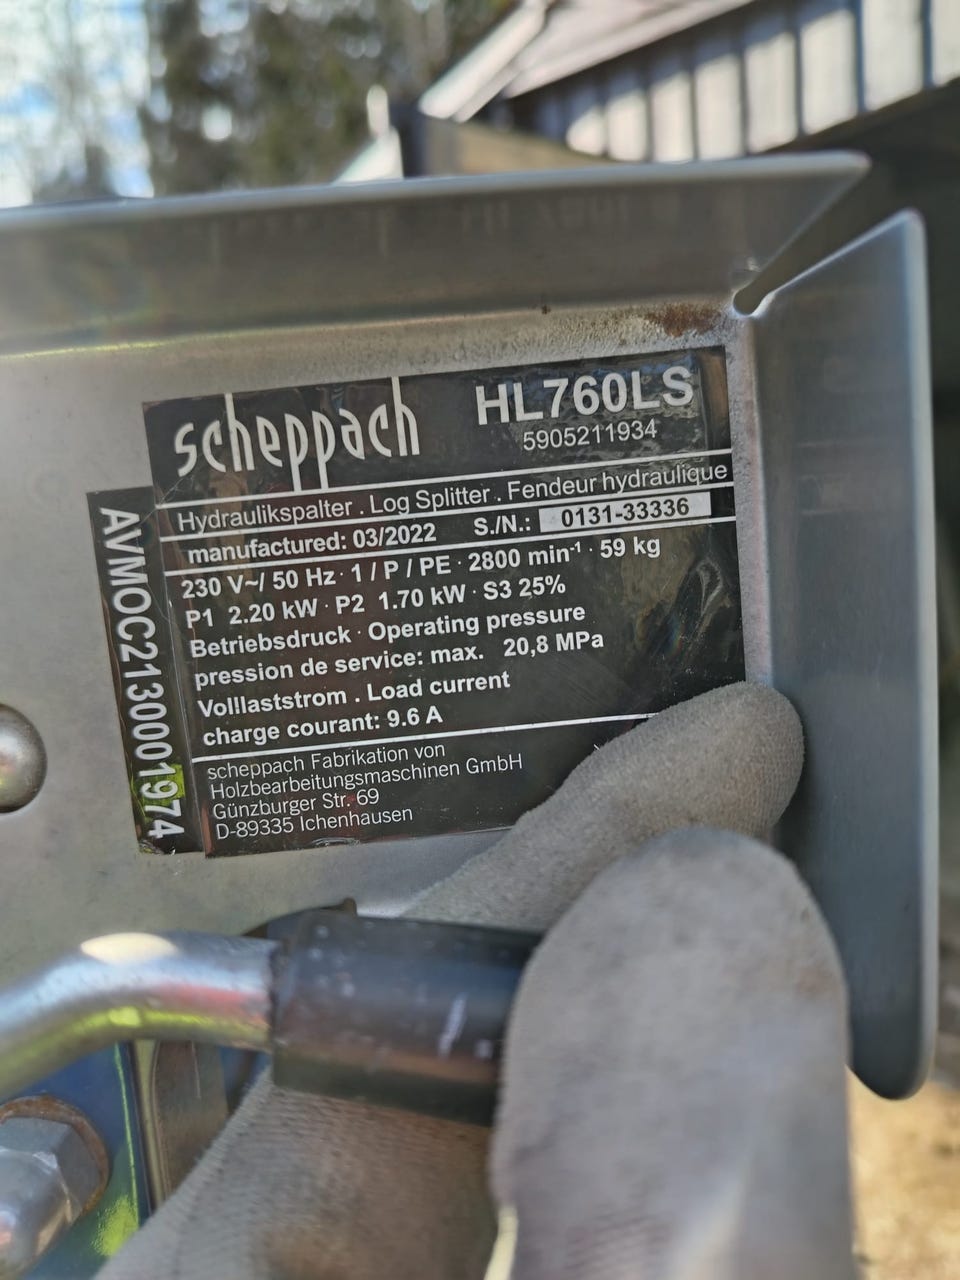 scheppach
HL760LS
5905211934
Hydraulikspalter . Log Splitter . Fendeur hydraulique
manufactured: 03/2022 S./N.: 0131-33336
230 V~/ 50 Hz · 1 / P / PE · 2800 min-1 · 59 kg
P1 2.20 kW · P2 1.70 kW · S3 25%
Betriebsdruck · Operating pressure
pression de service: max. 20,8 MPa
Volllaststrom . Load current
charge courant: 9.6 A
scheppach Fabrikation von
Holzbearbeitungsmaschinen GmbH
Günzburger Str. 69
D-89335 Ichenhausen
AVMOC2130001974